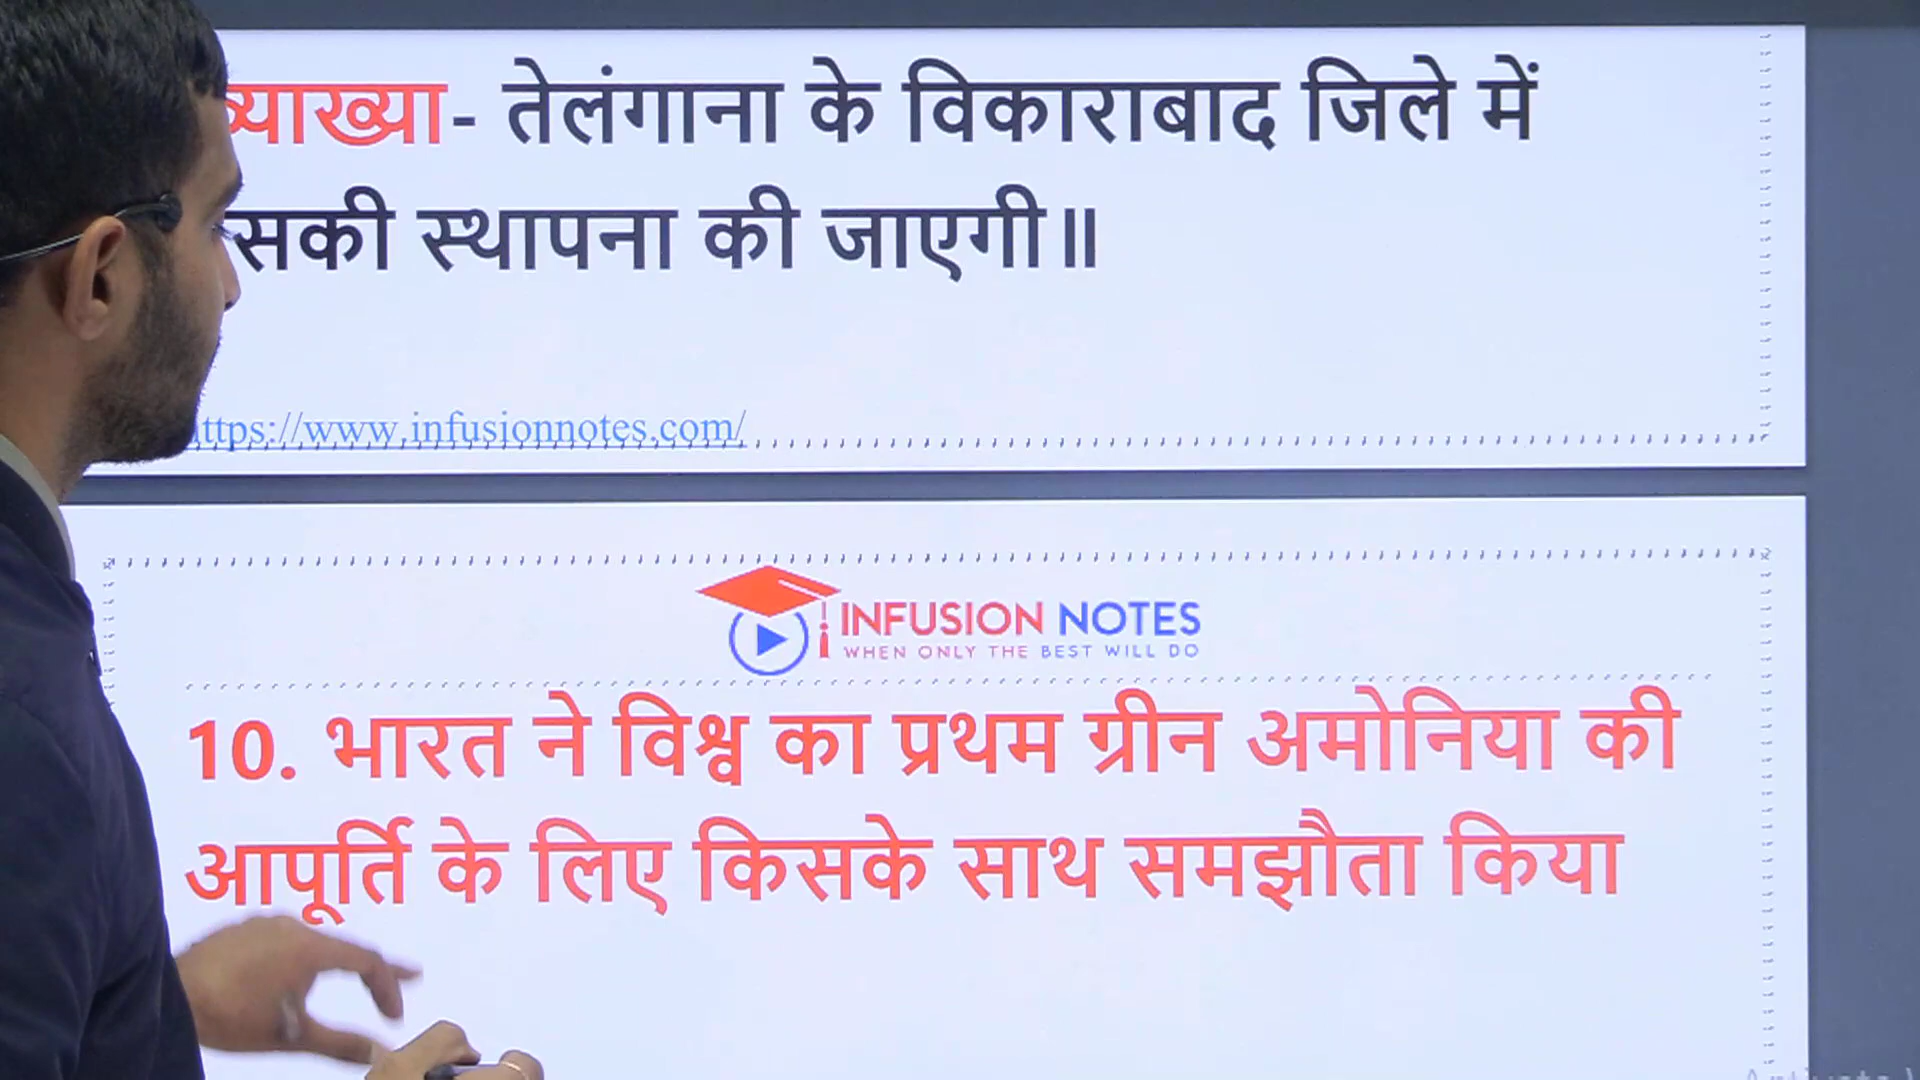 व्याख्या- तेलंगाना के विकाराबाद जिले में
सकी स्थापना की जाएगी॥
ttps://www.infusionnotes.com/
INFUSION NOTES
WHEN ONLY THE BEST WILL DO
10. भारत ने विश्व का प्रथम ग्रीन अमोनिया की
आपूर्ति के लिए किसके साथ समझौता किया